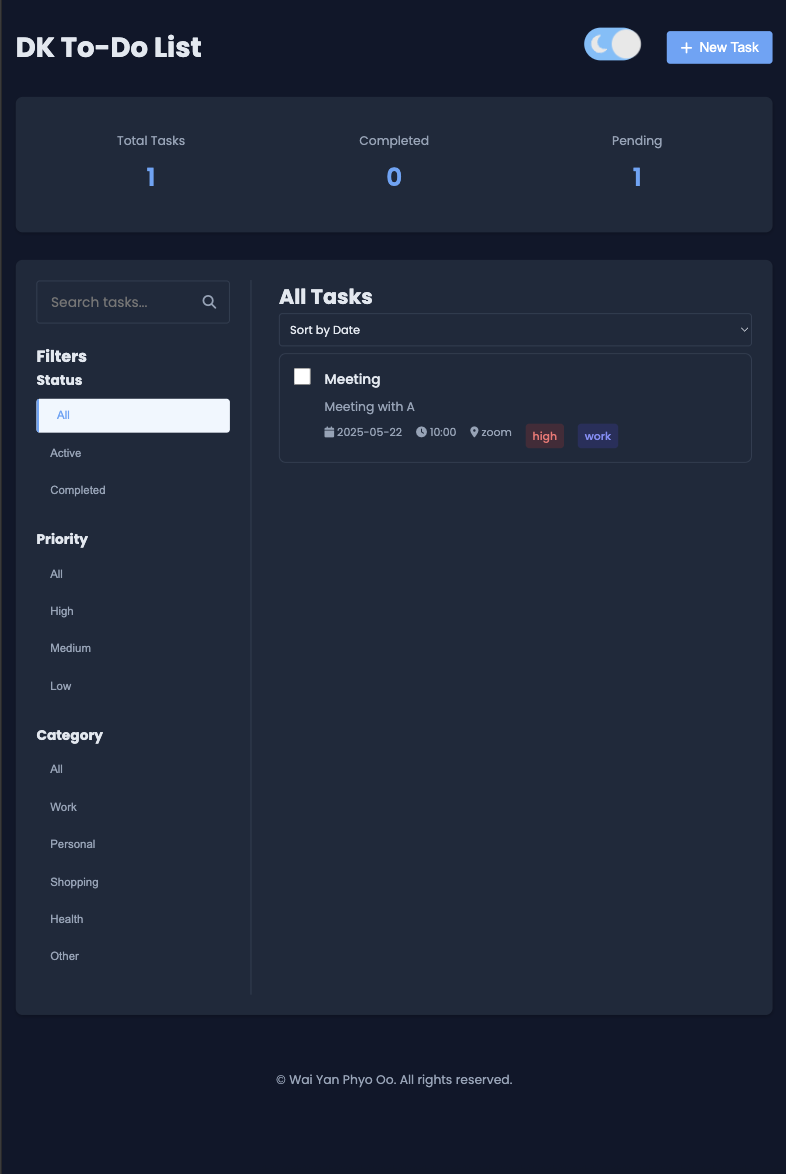 DK To-Do List
+ New Task
Total Tasks
1
Completed
0
Pending
1
Search tasks...
Filters
Status
All
Active
Completed
Priority
All
High
Medium
Low
Category
All
Work
Personal
Shopping
Health
Other
All Tasks
Sort by Date
Meeting
Meeting with A
2025-05-22 10:00 zoom high work
© Wai Yan Phyo Oo. All rights reserved.